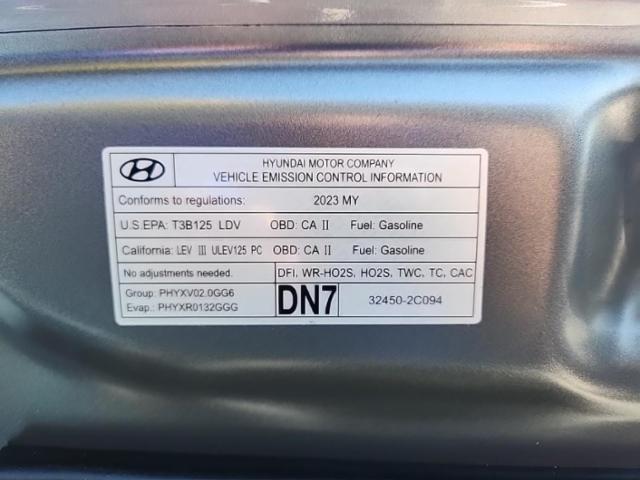 HYUNDAI MOTOR COMPANY
VEHICLE EMISSION CONTROL INFORMATION
Conforms to regulations: 2023 MY
U.S.EPA: T3B125 LDV OBD: CA II Fuel: Gasoline
California: LEV III ULEV125 PC OBD: CA II Fuel: Gasoline
No adjustments needed. DFI, WR-HO2S, HO2S, TWC, TC, CAC
Group: PHYXV02.0GG6
Evap.: PHYXR0132GGG
DN7 32450-2C094